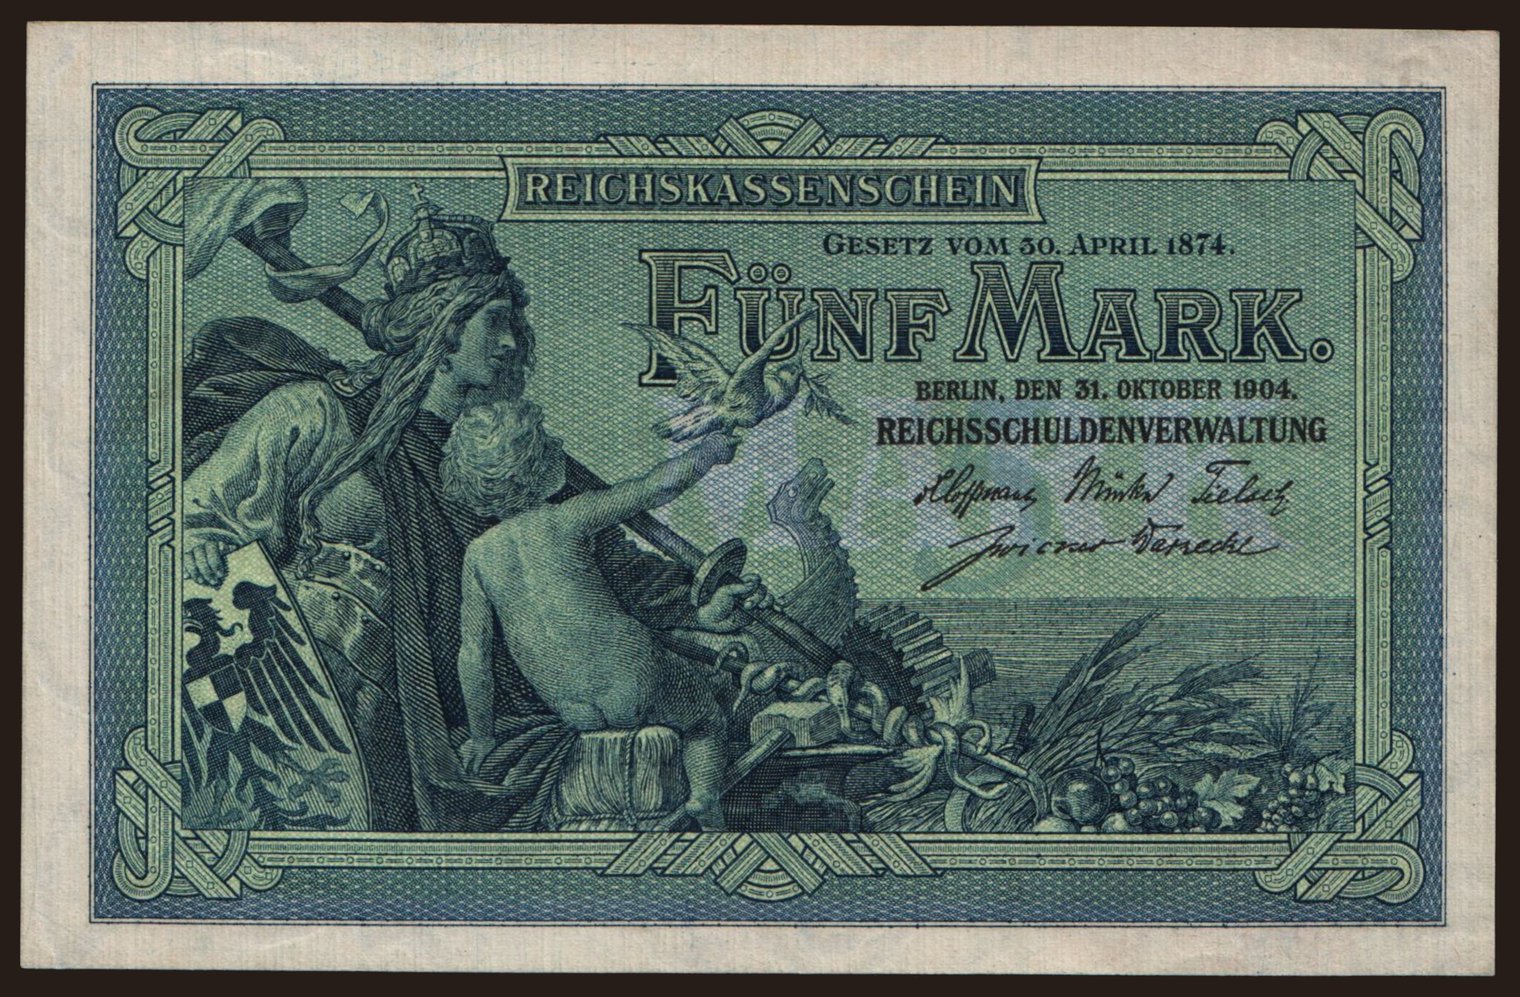 REICHSKASSENSCHEIN
GESETZ VOM 30. APRIL 1874.
FÜNF MARK.
BERLIN, DEN 31. OKTOBER 1904.
REICHSSCHULDENVERWALTUNG